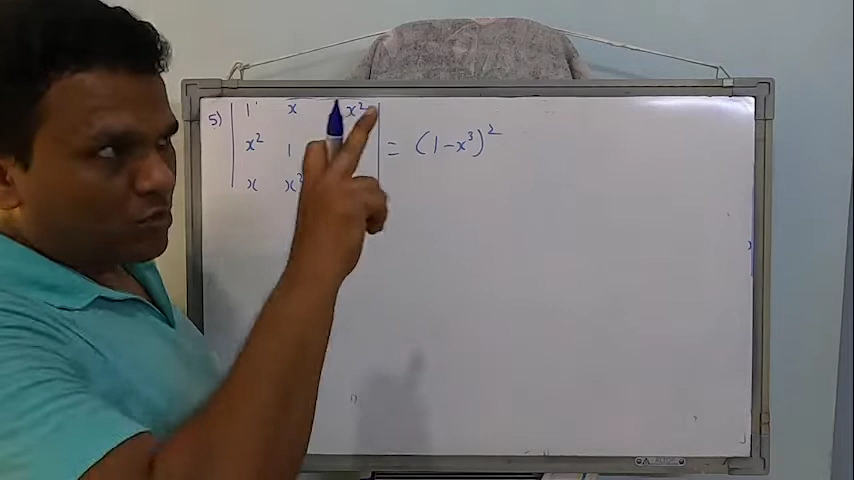 5) | 1 x x² |
| x² 1 | = (1-x³)²
| x x² |